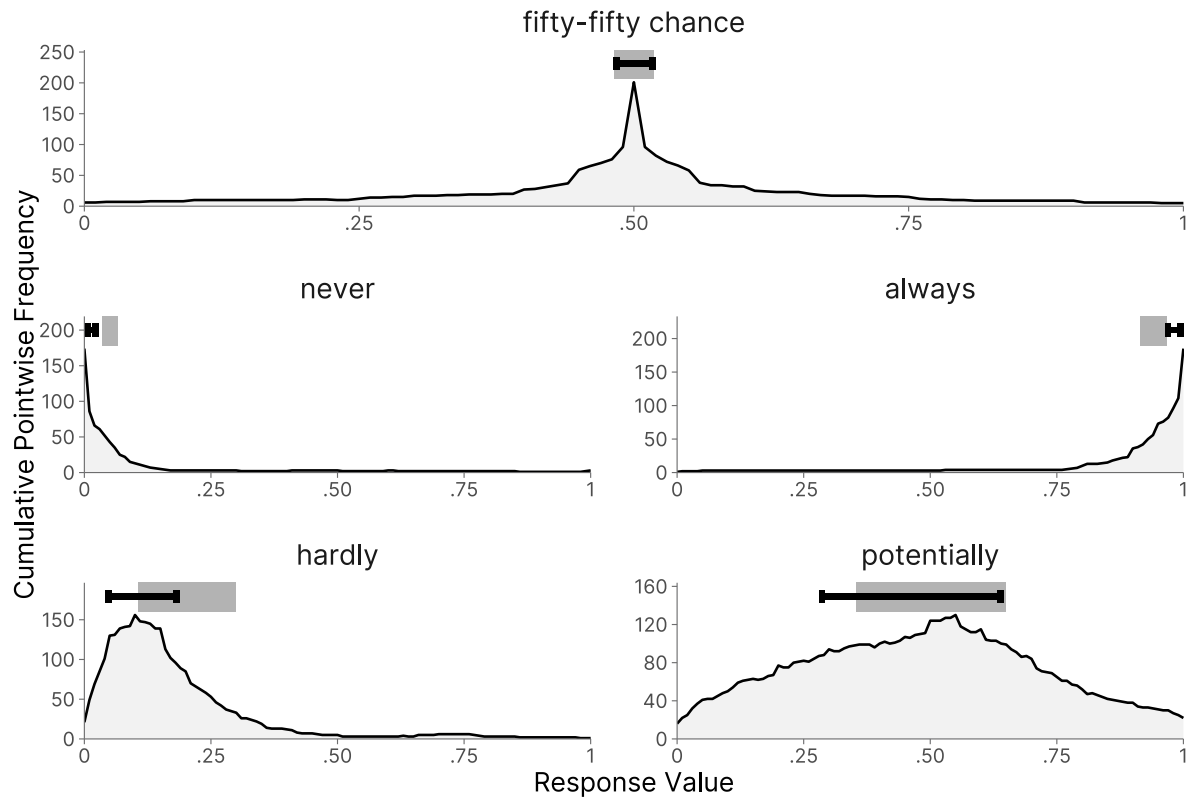 fifty-fifty chance
250
200
150
100
50
0
0 .25 .50 .75 1
Cumulative Pointwise Frequency
never
200
150
100
50
0
0 .25 .50 .75 1
always
200
150
100
50
0
0 .25 .50 .75 1
hardly
150
100
50
0
0 .25 .50 .75 1
potentially
160
120
80
40
0
0 .25 .50 .75 1
Response Value